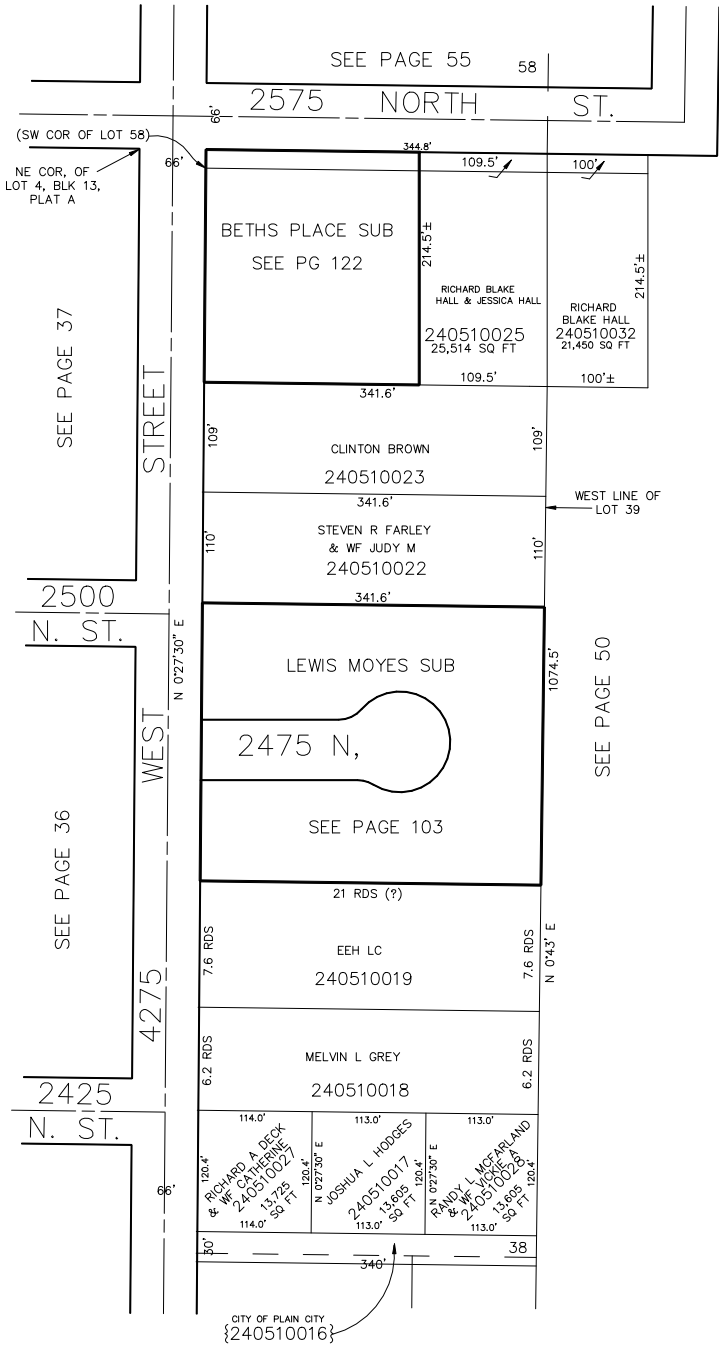 SEE PAGE 55
58
2575 NORTH ST.
66'
(SW COR OF LOT 58)
344.8'
66'
109.5'
100'
NE COR, OF
LOT 4, BLK 13,
PLAT A
BETHS PLACE SUB
SEE PG 122
214.5'±
RICHARD BLAKE
HALL & JESSICA HALL
240510025
25,514 SQ FT
109.5'
RICHARD
BLAKE HALL
240510032
21,450 SQ FT
214.5'±
100'±
SEE PAGE 37
STREET
341.6'
109'
CLINTON BROWN
240510023
109'
341.6'
WEST LINE OF
LOT 39
110'
STEVEN R FARLEY
& WF JUDY M
240510022
110'
341.6'
2500
N. ST.
N 0°27'30" E
LEWIS MOYES SUB
1074.5'
SEE PAGE 50
WEST
2475 N,
SEE PAGE 103
SEE PAGE 36
21 RDS (?)
7.6 RDS
EEH LC
240510019
7.6 RDS
N 0°43' E
4275
6.2 RDS
MELVIN L GREY
240510018
6.2 RDS
2425
N. ST.
114.0'
113.0'
113.0'
120.4'
RICHARD A DECK
& WF CATHERINE
240510027
13,725
SQ FT
120.4'
114.0'
N 0°27'30" E
JOSHUA L HODGES
240510017
13,605
SQ FT
120.4'
113.0'
N 0°27'30" E
RANDY L MCFARLAND
& WF VICKIE A
240510028
13,605
SQ FT
120.4'
113.0'
66'
30'
38
340'
CITY OF PLAIN CITY
{240510016}